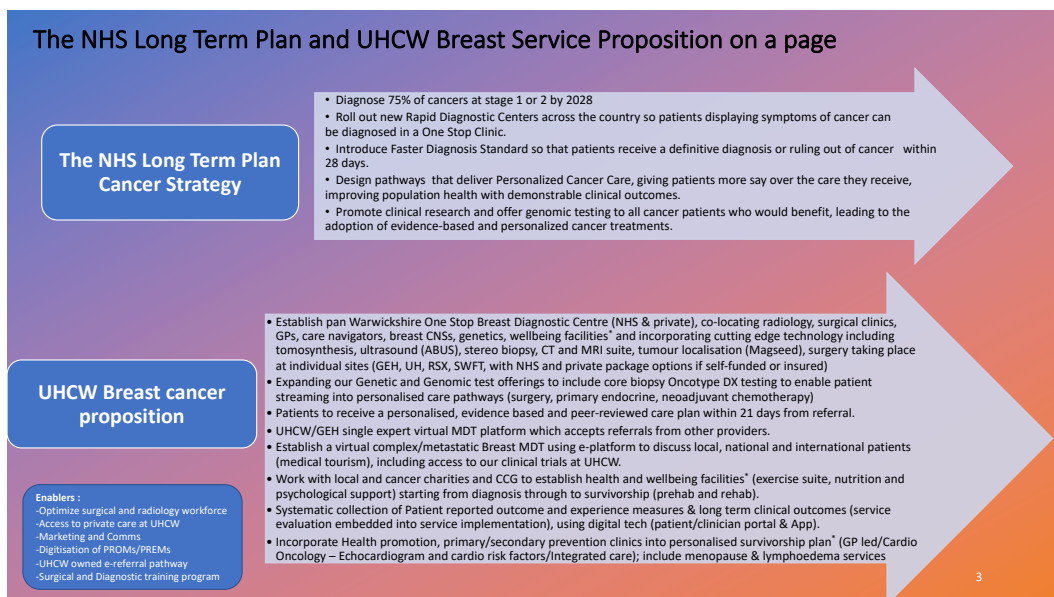 The NHS Long Term Plan and UHCW Breast Service Proposition on a page
The NHS Long Term Plan
Cancer Strategy
• Diagnose 75% of cancers at stage 1 or 2 by 2028
• Roll out new Rapid Diagnostic Centers across the country so patients displaying symptoms of cancer can
be diagnosed in a One Stop Clinic.
• Introduce Faster Diagnosis Standard so that patients receive a definitive diagnosis or ruling out of cancer within
28 days.
• Design pathways that deliver Personalized Cancer Care, giving patients more say over the care they receive,
improving population health with demonstrable clinical outcomes.
• Promote clinical research and offer genomic testing to all cancer patients who would benefit, leading to the
adoption of evidence-based and personalized cancer treatments.
UHCW Breast cancer
proposition
• Establish pan Warwickshire One Stop Breast Diagnostic Centre (NHS & private), co-locating radiology, surgical clinics,
GPs, care navigators, breast CNSs, genetics, wellbeing facilities* and incorporating cutting edge technology including
tomosynthesis, ultrasound (ABUS), stereo biopsy, CT and MRI suite, tumour localisation (Magseed), surgery taking place
at individual sites (GEH, UH, RSX, SWFT, with NHS and private package options if self-funded or insured)
• Expanding our Genetic and Genomic test offerings to include core biopsy Oncotype DX testing to enable patient
streaming into personalised care pathways (surgery, primary endocrine, neoadjuvant chemotherapy)
• Patients to receive a personalised, evidence based and peer-reviewed care plan within 21 days from referral.
• UHCW/GEH single expert virtual MDT platform which accepts referrals from other providers.
• Establish a virtual complex/metastatic Breast MDT using e-platform to discuss local, national and international patients
(medical tourism), including access to our clinical trials at UHCW.
• Work with local and cancer charities and CCG to establish health and wellbeing facilities* (exercise suite, nutrition and
psychological support) starting from diagnosis through to survivorship (prehab and rehab).
• Systematic collection of Patient reported outcome and experience measures & long term clinical outcomes (service
evaluation embedded into service implementation), using digital tech (patient/clinician portal & App).
• Incorporate Health promotion, primary/secondary prevention clinics into personalised survivorship plan* (GP led/Cardio
Oncology – Echocardiogram and cardio risk factors/Integrated care); include menopause & lymphoedema services
Enablers :
-Optimize surgical and radiology workforce
-Access to private care at UHCW
-Marketing and Comms
-Digitisation of PROMs/PREMs
-UHCW owned e-referral pathway
-Surgical and Diagnostic training program
3